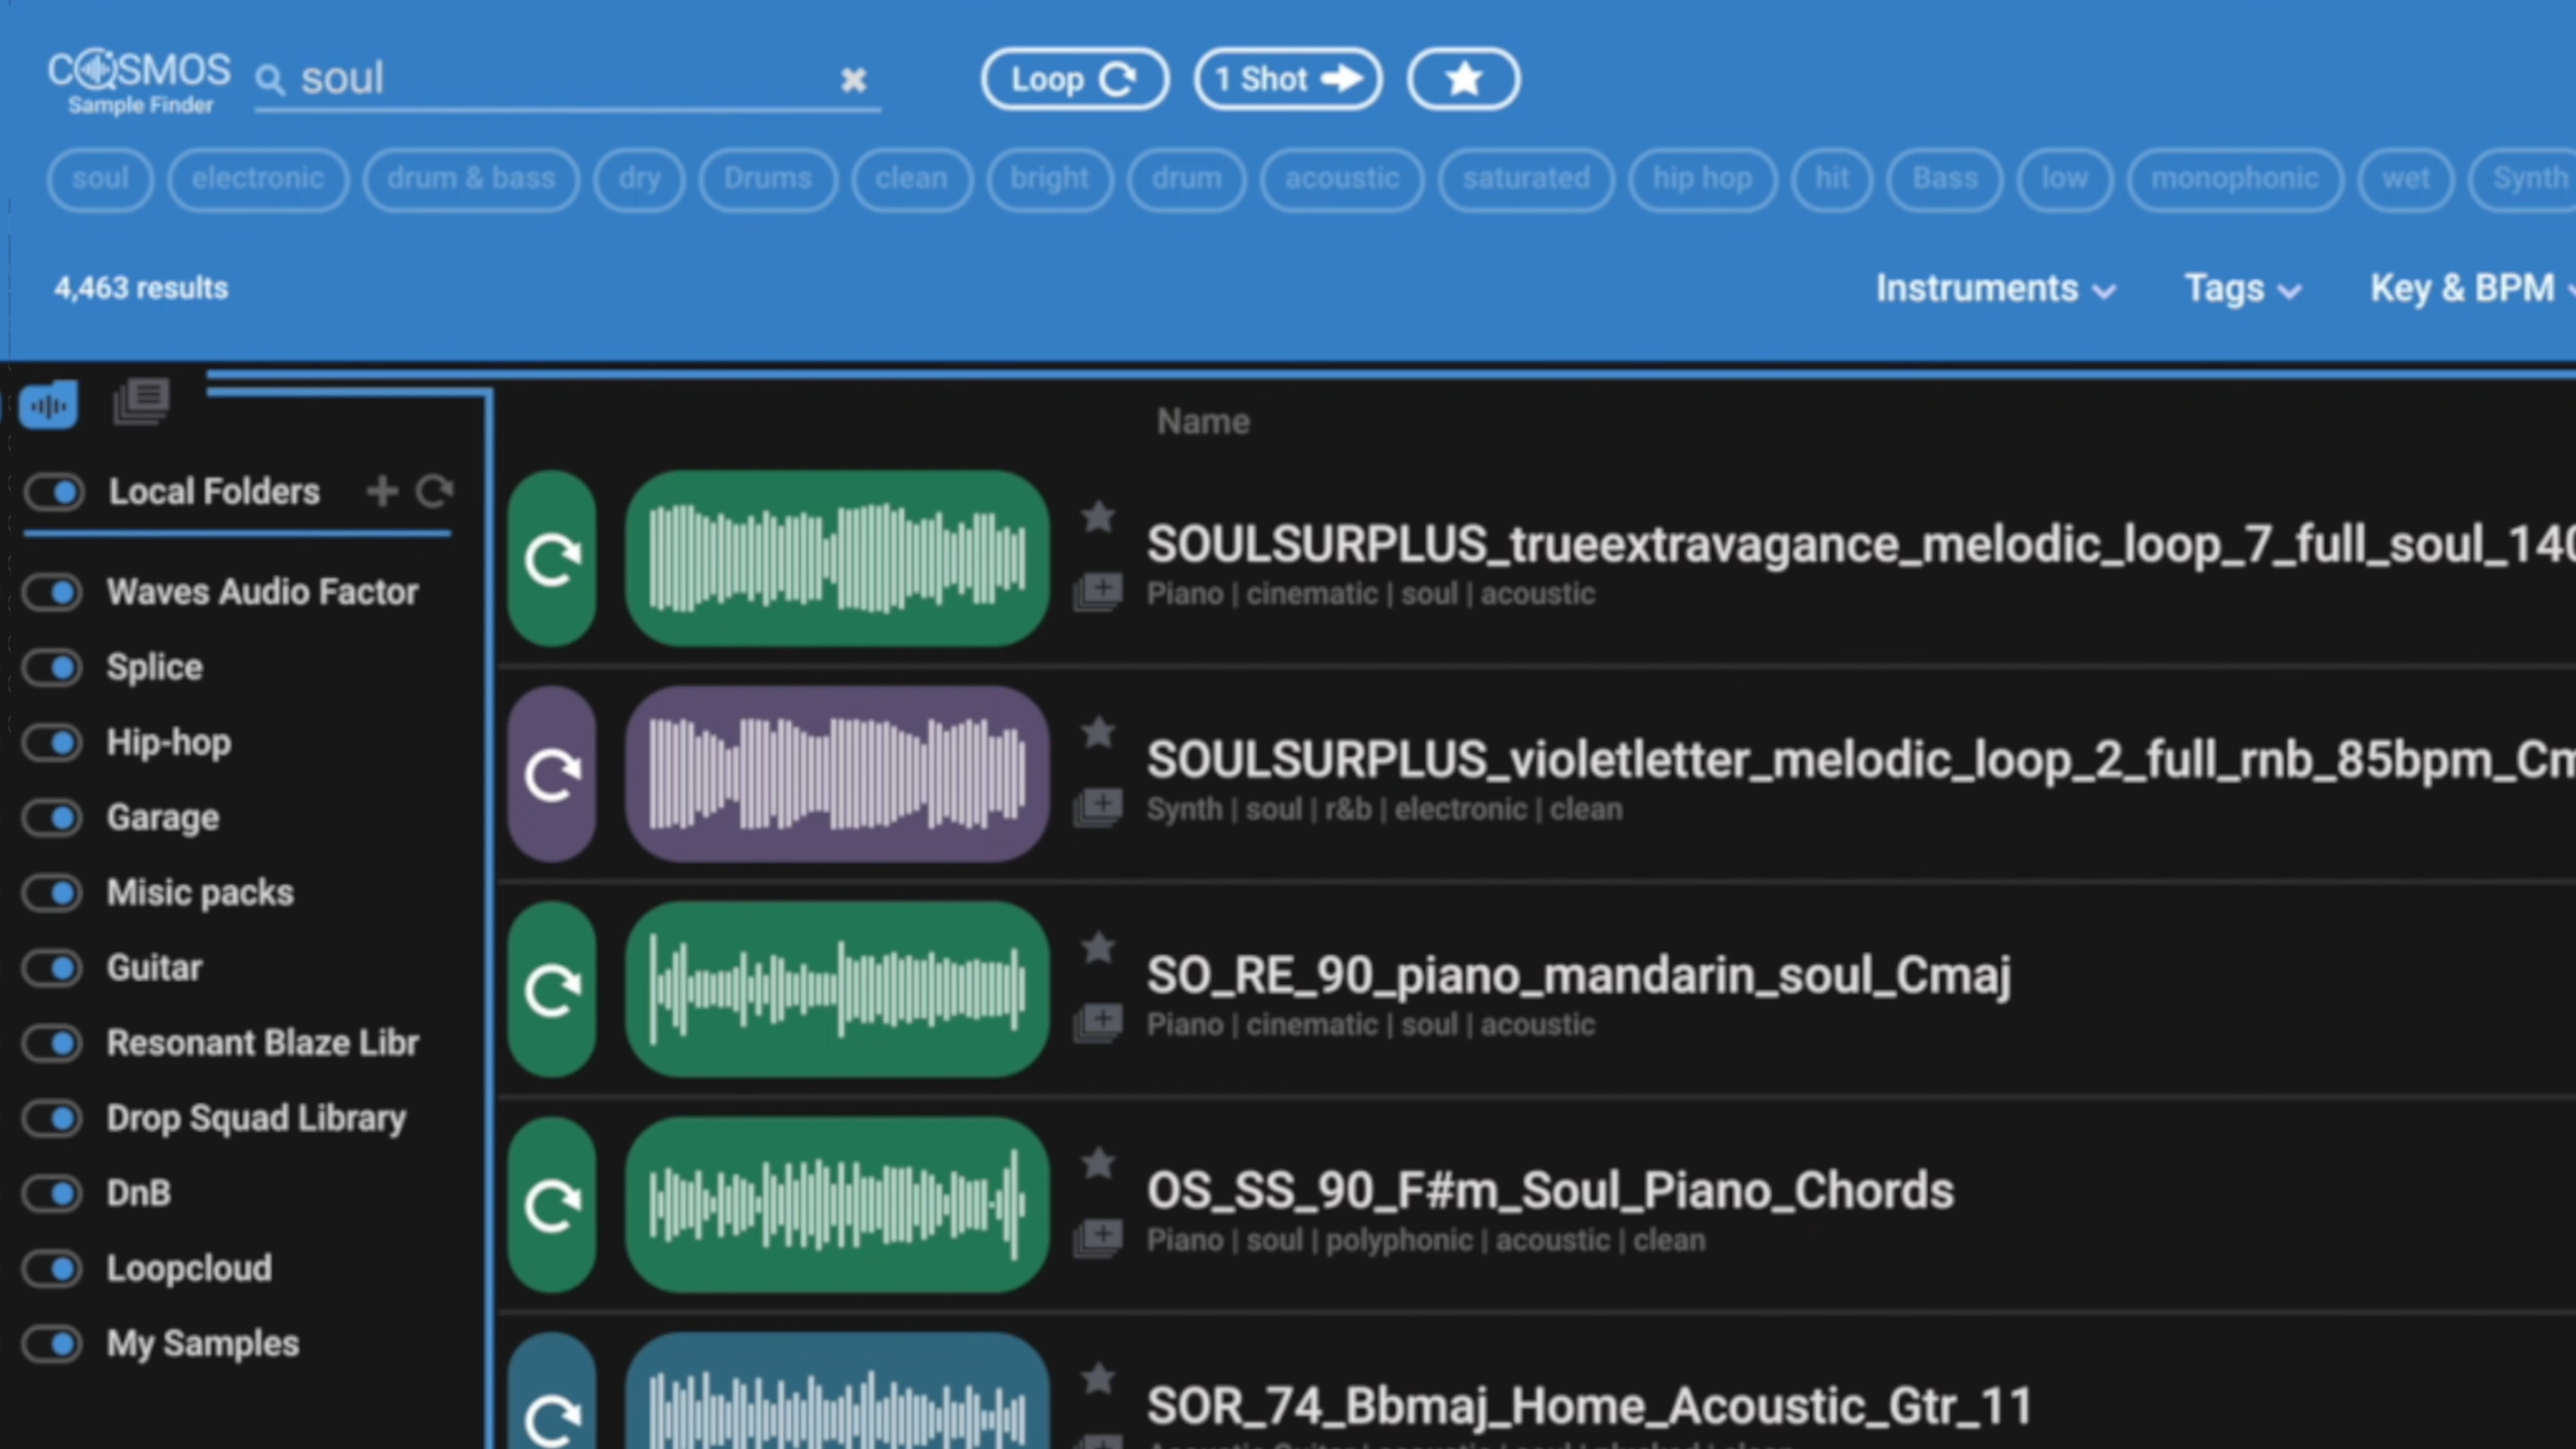 COSMOS
Sample Finder
soul
Loop
1 Shot
soul electronic drum & bass dry Drums clean bright drum acoustic saturated hip hop hit Bass low monophonic wet Synth
4,463 results
Instruments Tags Key & BPM
Name
Local Folders
Waves Audio Factor
Splice
Hip-hop
Garage
Misic packs
Guitar
Resonant Blaze Libr
Drop Squad Library
DnB
Loopcloud
My Samples
SOULSURPLUS_trueextravagance_melodic_loop_7_full_soul_140
Piano | cinematic | soul | acoustic
SOULSURPLUS_violetletter_melodic_loop_2_full_rnb_85bpm_Cm
Synth | soul | r&b | electronic | clean
SO_RE_90_piano_mandarin_soul_Cmaj
Piano | cinematic | soul | acoustic
OS_SS_90_F#m_Soul_Piano_Chords
Piano | soul | polyphonic | acoustic | clean
SOR_74_Bbmaj_Home_Acoustic_Gtr_11